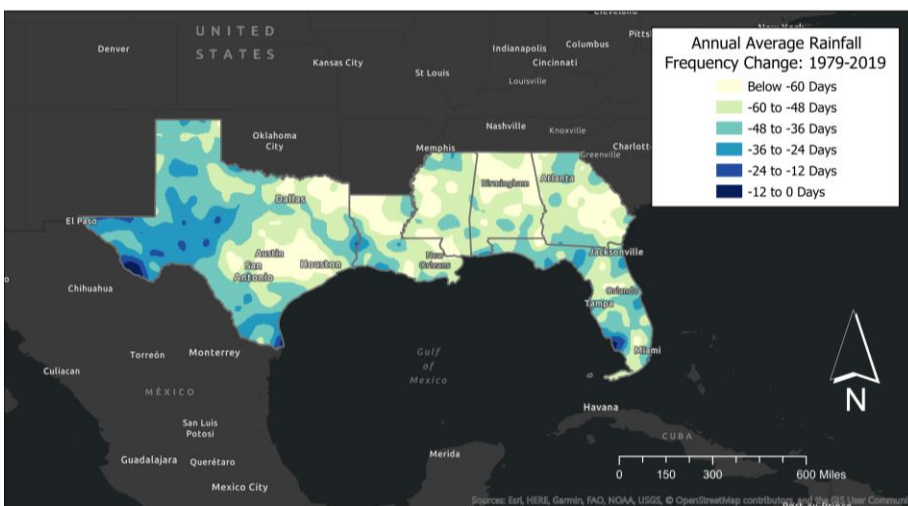 Cleveland
New York
UNITED
STATES
Denver
Kansas City
St Louis
Indianapolis
Columbus
Cincinnati
Louisville
Annual Average Rainfall
Frequency Change: 1979-2019
Below -60 Days
-60 to -48 Days
-48 to -36 Days
-36 to -24 Days
-24 to -12 Days
-12 to 0 Days
Oklahoma
City
Memphis
Nashville
Knoxville
Greenville
Dallas
Birmingham
Atlanta
El Paso
Austin
San
Antonio
Houston
New
Orleans
Jacksonville
Orlando
Tampa
Miami
Chihuahua
Torreón
Monterrey
Culiacan
MÉXICO
Gulf
of
Mexico
Havana
CUBA
San Luis
Potosi
Guadalajara
Querétaro
Mexico City
Merida
N
0 150 300 600 Miles
Sources: Esri, HERE, Garmin, FAO, NOAA, USGS, © OpenStreetMap contributors, and the GIS User Communi